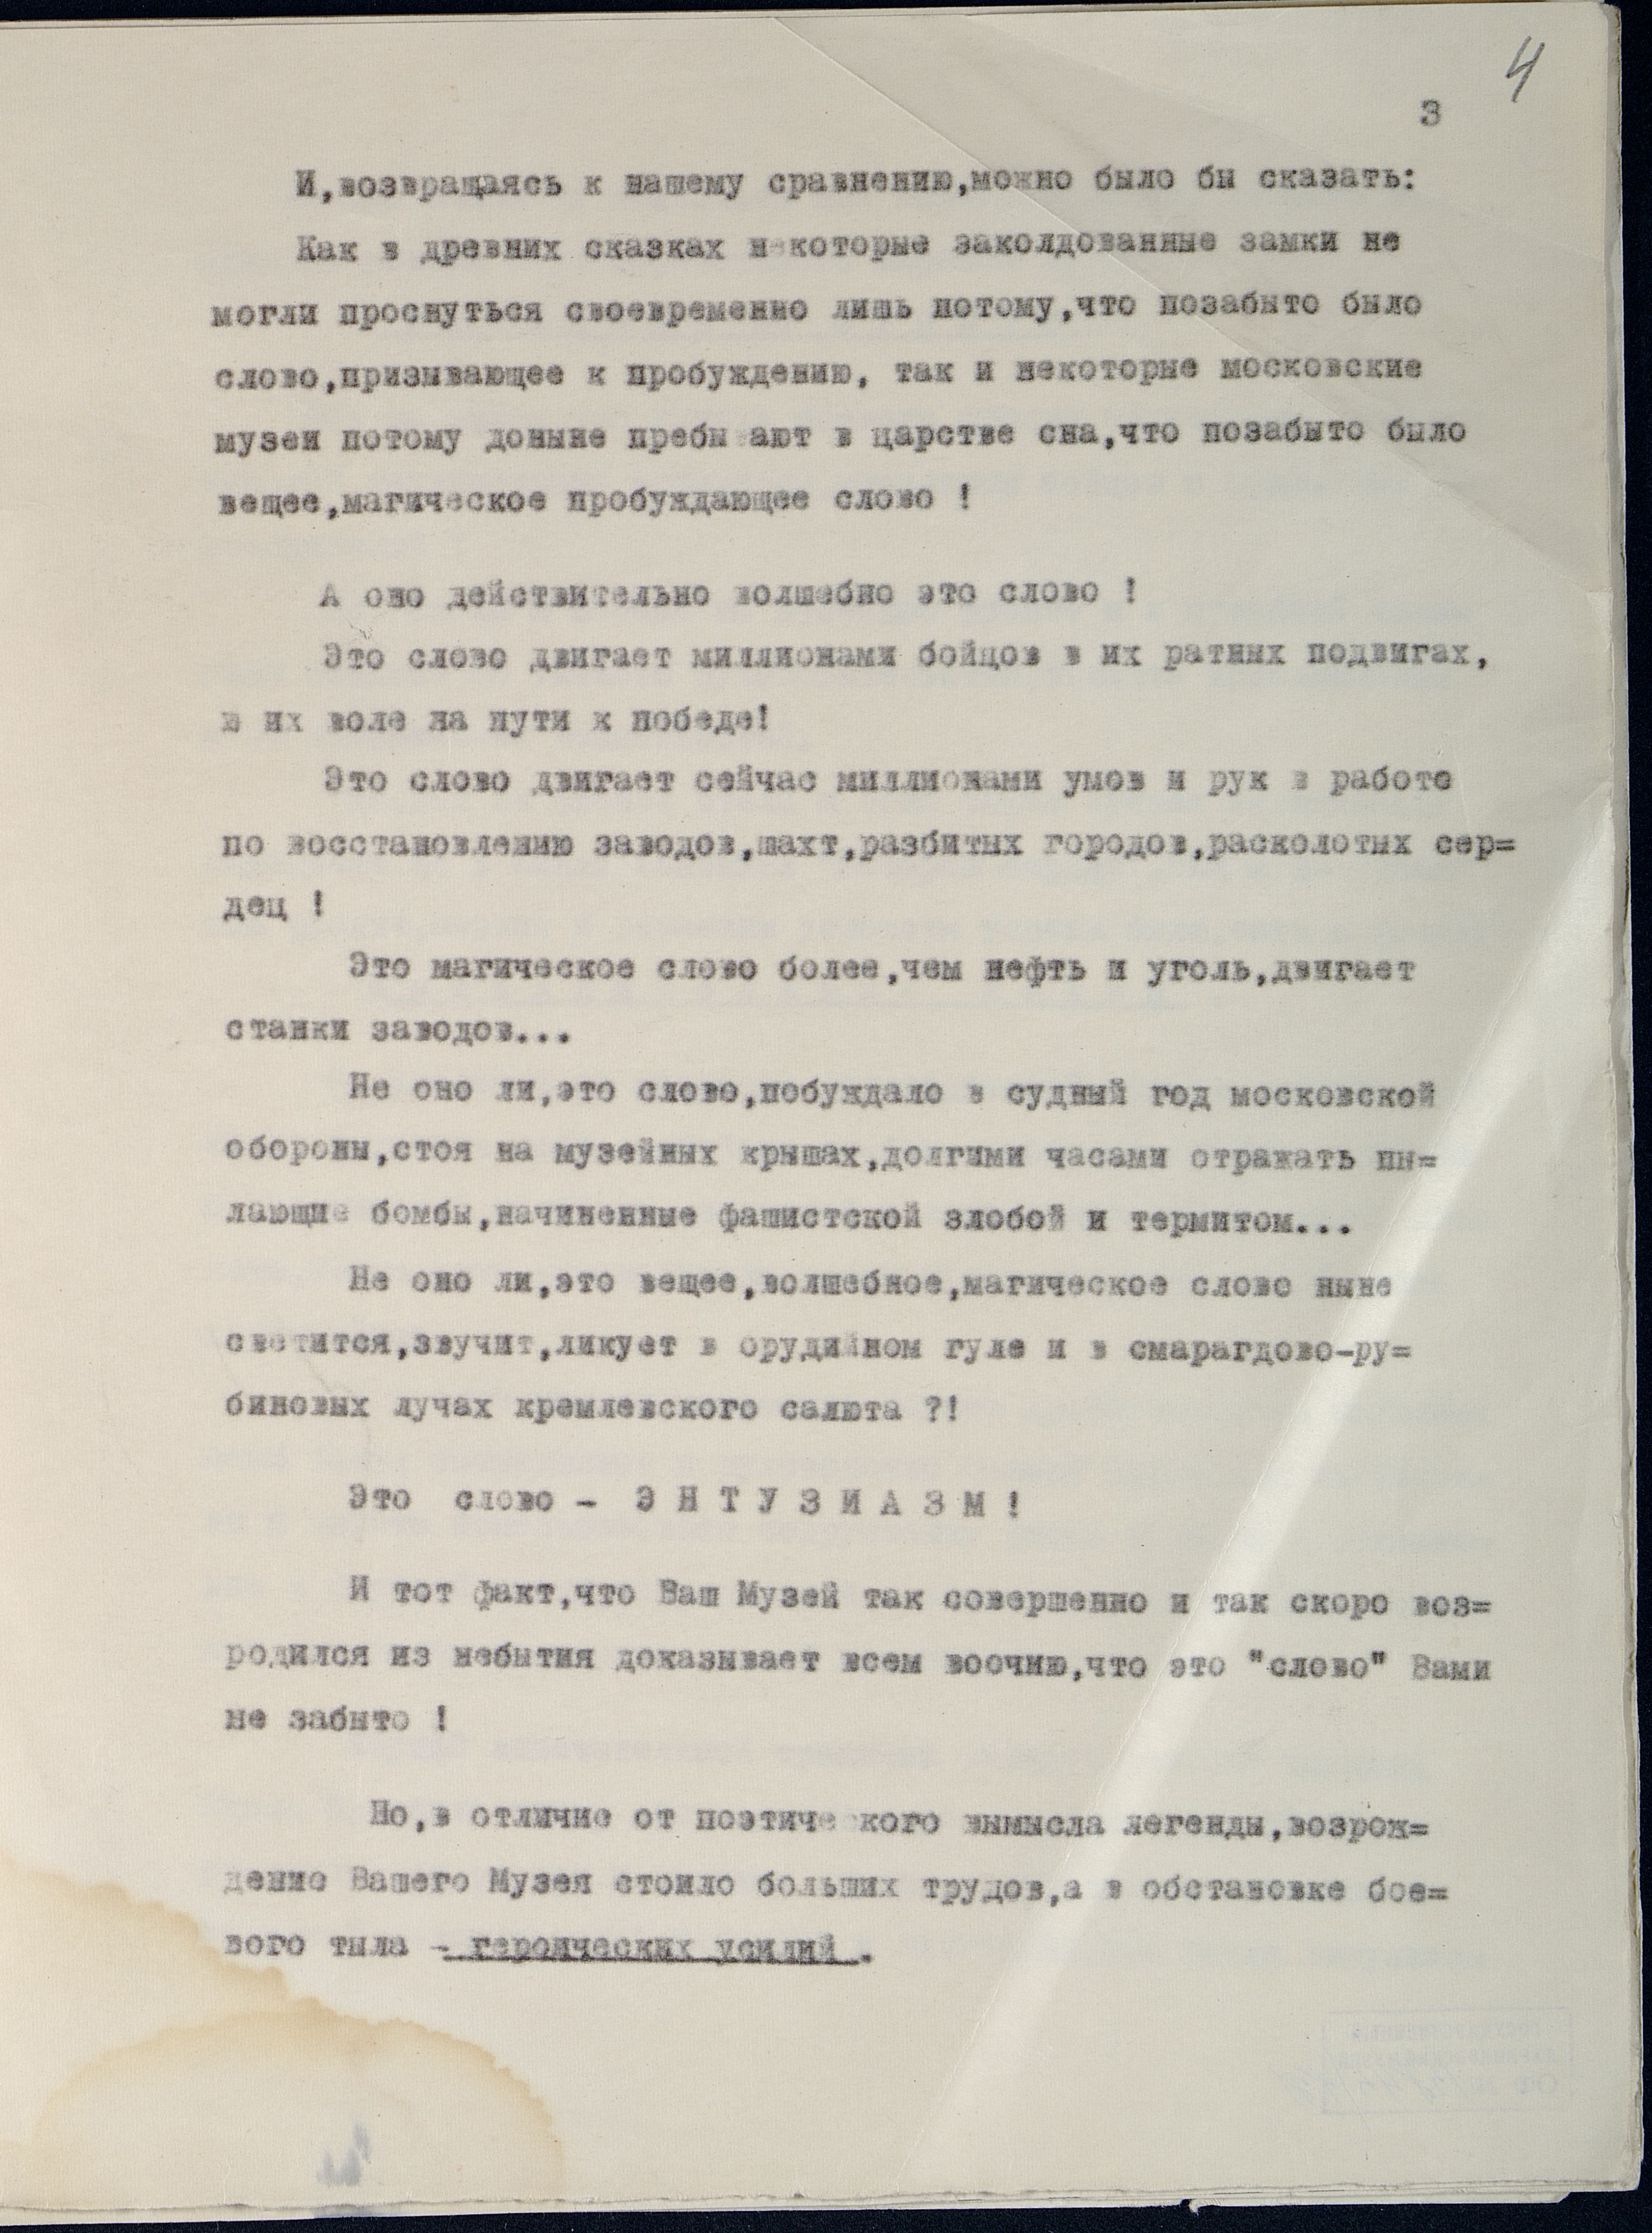 4
3
И,возвращаясь к нашему сравнению,можно было бы сказать:
Как в древних сказках некоторые заколдованные замки не
могли проснуться своевременно лишь потому,что позабыто было
слово,призывающее к пробуждению, так и некоторые московские
музеи потому доныне пребывают в царстве сна,что позабыто было
вещее,магическое пробуждающее слово !
А оно действительно волшебно это слово !
Это слово двигает миллионами бойцов в их ратных подвигах,
в их воле на пути к победе!
Это слово двигает сейчас миллионами умов и рук в работе
по восстановлению заводов,шахт,разбитых городов,расколотых сер=
дец !
Это магическое слово более,чем нефть и уголь,двигает
станки заводов...
Не оно ли,это слово,побуждало в судный год московской
обороны,стоя на музейных крышах,долгими часами отражать пы=
лающие бомбы,начиненные фашистской злобой и термитом...
Не оно ли,это вещее,волшебное,магическое слово ныне
светится,звучит,ликует в орудийном гуле и в смарагдово-ру=
биновых лучах кремлевского салюта ?!
Это слово - Э Н Т У З И А З М !
И тот факт,что Ваш Музей так совершенно и так скоро воз=
родился из небытия доказывает всем воочию,что это "слово" Вами
не забыто !
Но,в отличие от поэтического вымысла легенды,возрож=
дение Вашего Музея стоило больших трудов,а в обстановке бое=
вого тыла - героических усилий .